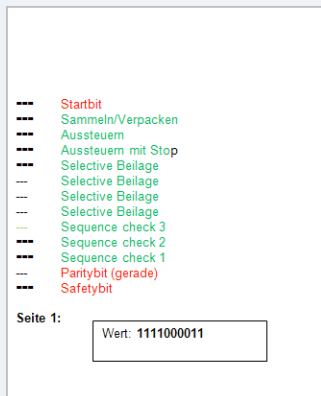 --- Startbit
--- Sammeln/Verpacken
--- Aussteuern
--- Aussteuern mit Stop
--- Selective Beilage
--- Selective Beilage
--- Selective Beilage
--- Selective Beilage
--- Sequence check 3
--- Sequence check 2
--- Sequence check 1
--- Paritybit (gerade)
--- Safetybit
Seite 1:
Wert: 1111000011